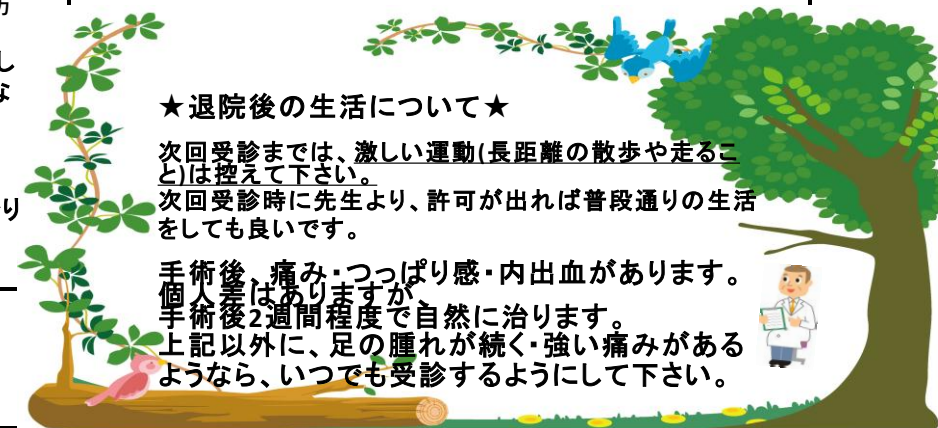 方
し
な
り
★退院後の生活について★
次回受診までは、激しい運動(長距離の散歩や走るこ
と)は控えて下さい。
次回受診時に先生より、許可が出れば普段通りの生活
をしても良いです。
手術後、痛み・つっぱり感・内出血があります。
個人差はありますが、
手術後2週間程度で自然に治ります。
上記以外に、足の腫れが続く・強い痛みがある
ようなら、いつでも受診するようにして下さい。